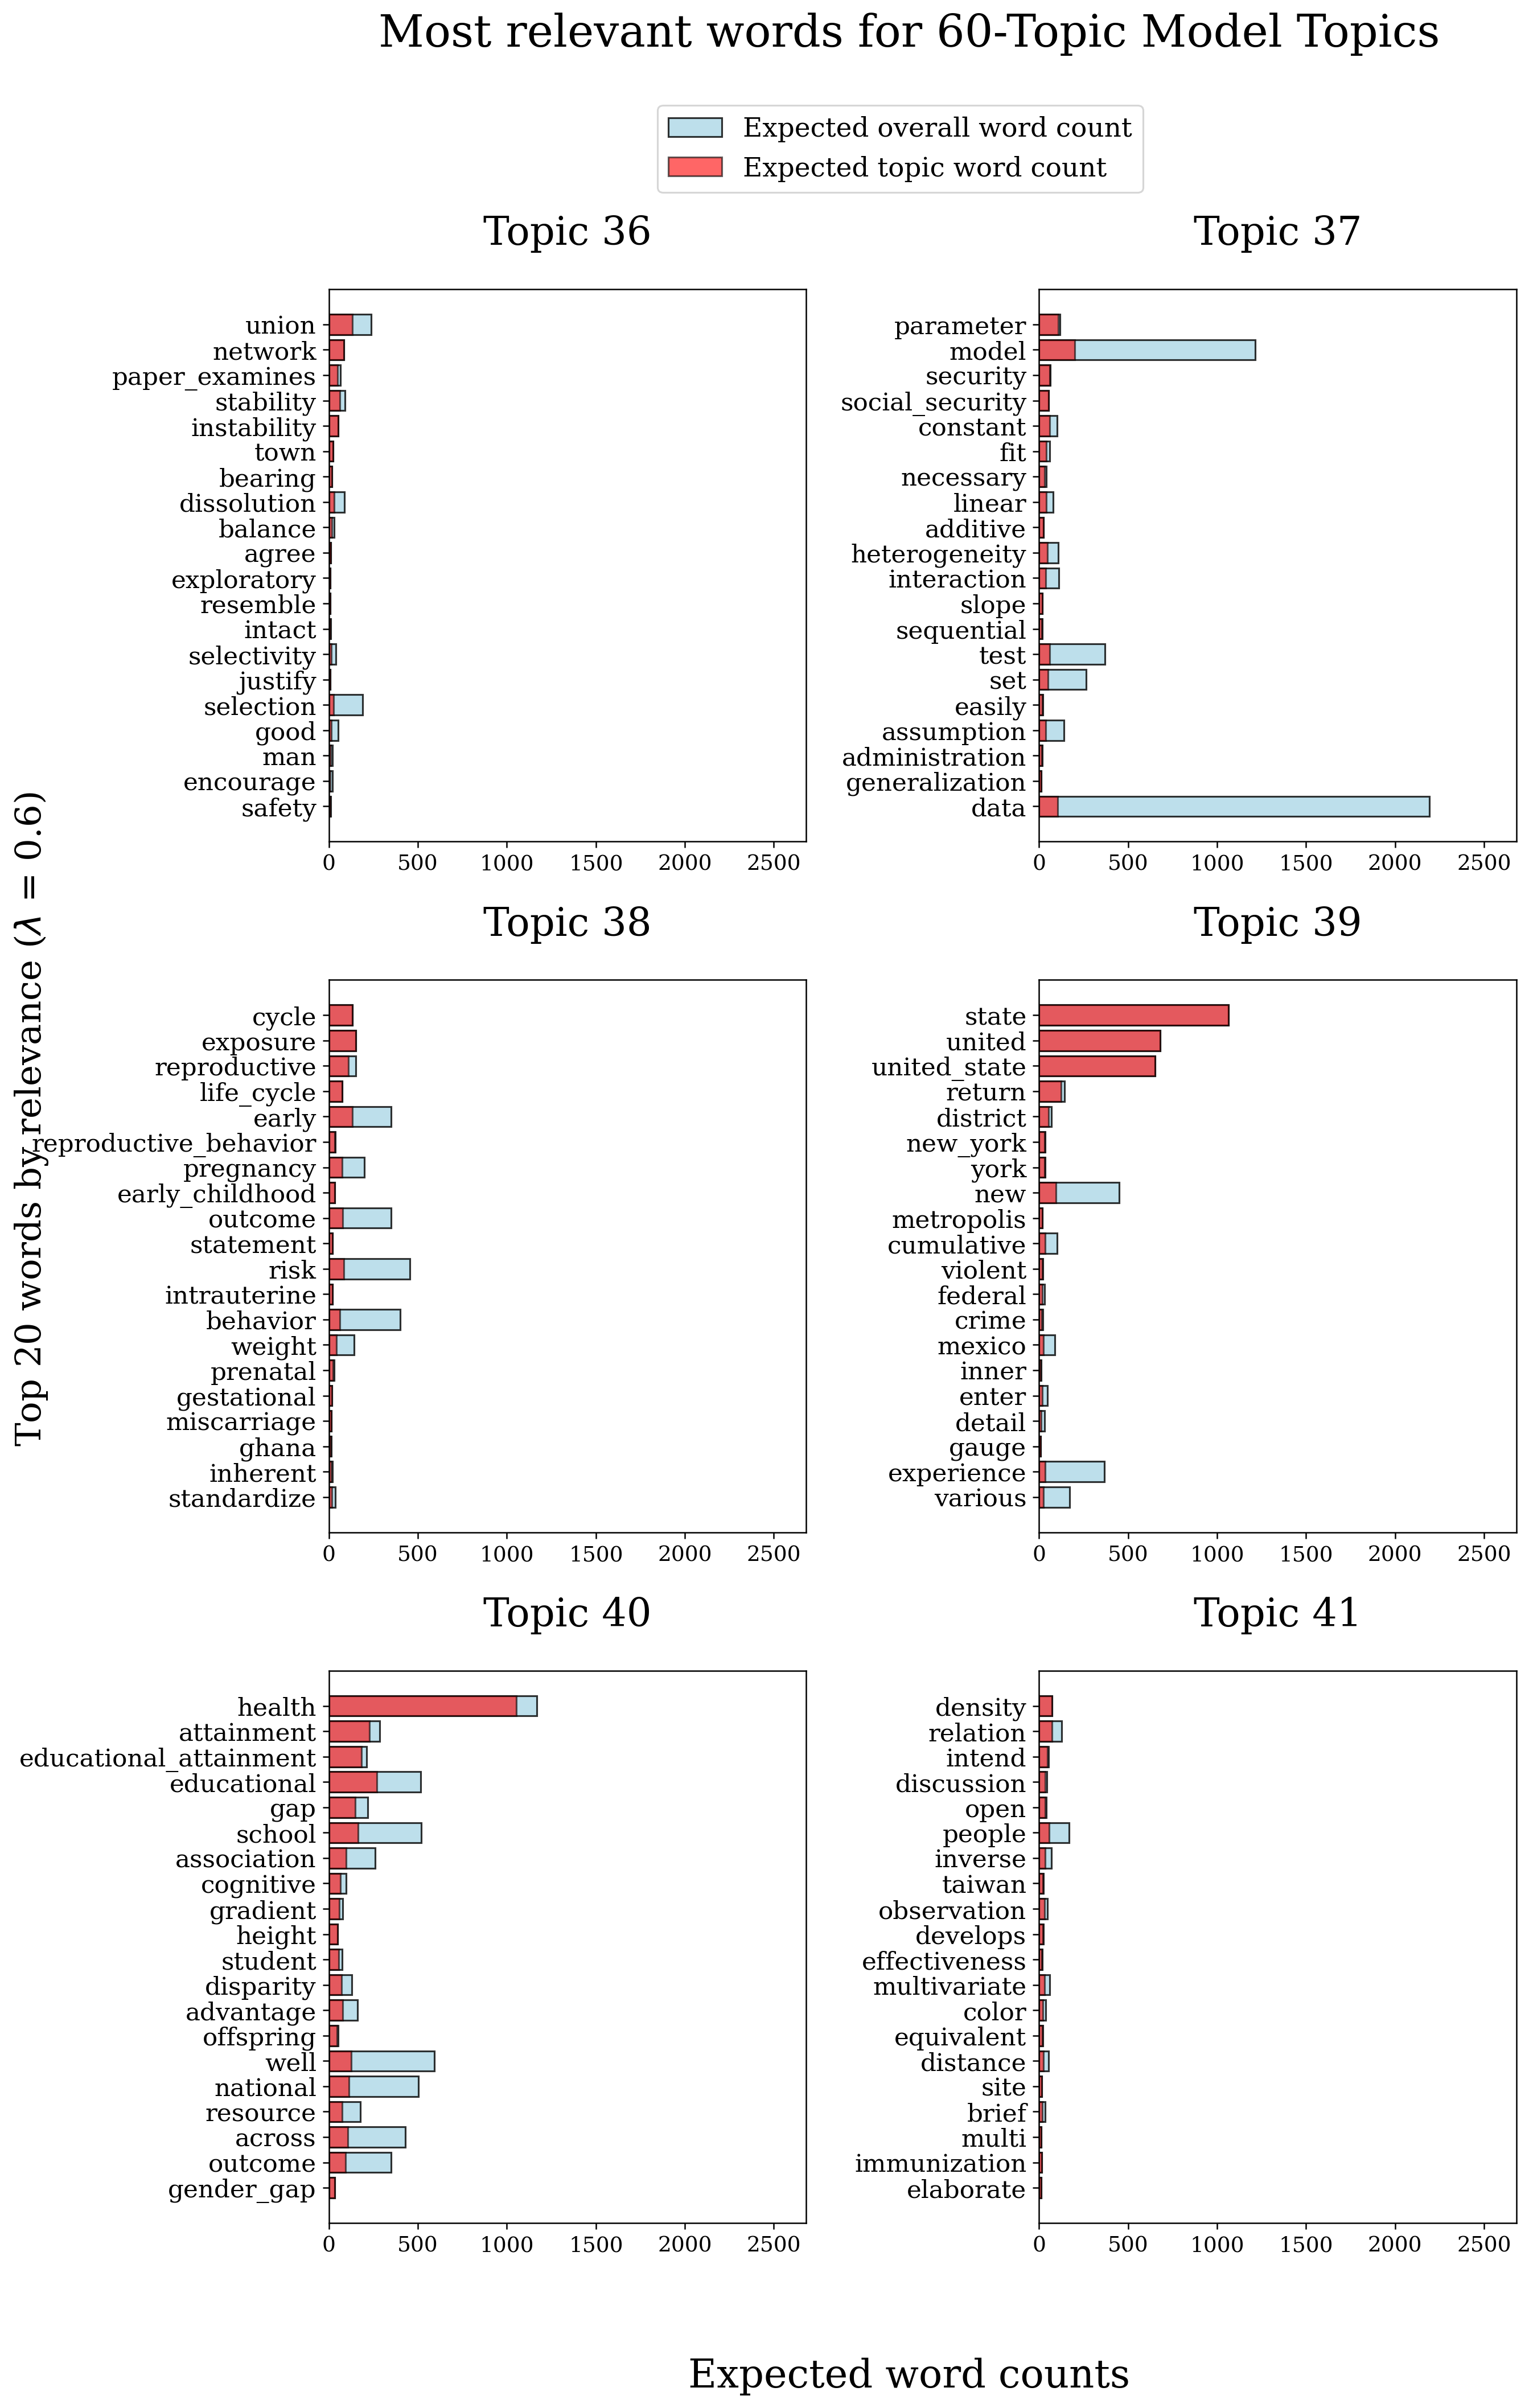 Most relevant words for 60-Topic Model Topics
Expected overall word count
Expected topic word count
Top 20 words by relevance (λ = 0.6)
Topic 36
union
network
paper_examines
stability
instability
town
bearing
dissolution
balance
agree
exploratory
resemble
intact
selectivity
justify
selection
good
man
encourage
safety
0 500 1000 1500 2000 2500
Topic 37
parameter
model
security
social_security
constant
fit
necessary
linear
additive
heterogeneity
interaction
slope
sequential
test
set
easily
assumption
administration
generalization
data
0 500 1000 1500 2000 2500
Topic 38
cycle
exposure
reproductive
life_cycle
early
reproductive_behavior
pregnancy
early_childhood
outcome
statement
risk
intrauterine
behavior
weight
prenatal
gestational
miscarriage
ghana
inherent
standardize
0 500 1000 1500 2000 2500
Topic 39
state
united
united_state
return
district
new_york
york
new
metropolis
cumulative
violent
federal
crime
mexico
inner
enter
detail
gauge
experience
various
0 500 1000 1500 2000 2500
Topic 40
health
attainment
educational_attainment
educational
gap
school
association
cognitive
gradient
height
student
disparity
advantage
offspring
well
national
resource
across
outcome
gender_gap
0 500 1000 1500 2000 2500
Topic 41
density
relation
intend
discussion
open
people
inverse
taiwan
observation
develops
effectiveness
multivariate
color
equivalent
distance
site
brief
multi
immunization
elaborate
0 500 1000 1500 2000 2500
Expected word counts